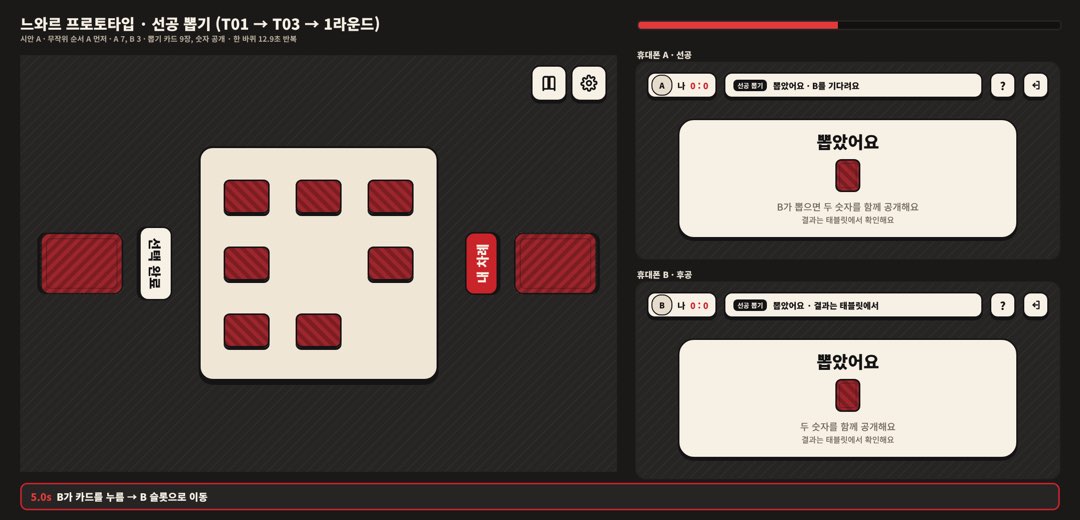 느와르 프로토타입 · 선공 뽑기 (T01 → T03 → 1라운드)
시안 A · 무작위 순서 A 먼저 · A 7, B 3 · 뽑기 카드 9장, 숫자 공개 · 한 바퀴 12.9초 반복
선택 완료
내 차례
휴대폰 A · 선공
A 나 0 : 0
선공 뽑기 뽑았어요 · B를 기다려요
?
뽑았어요
B가 뽑으면 두 숫자를 함께 공개해요
결과는 태블릿에서 확인해요
휴대폰 B · 후공
B 나 0 : 0
선공 뽑기 뽑았어요 · 결과는 태블릿에서
?
뽑았어요
두 숫자를 함께 공개해요
결과는 태블릿에서 확인해요
5.0s B가 카드를 누름 → B 슬롯으로 이동